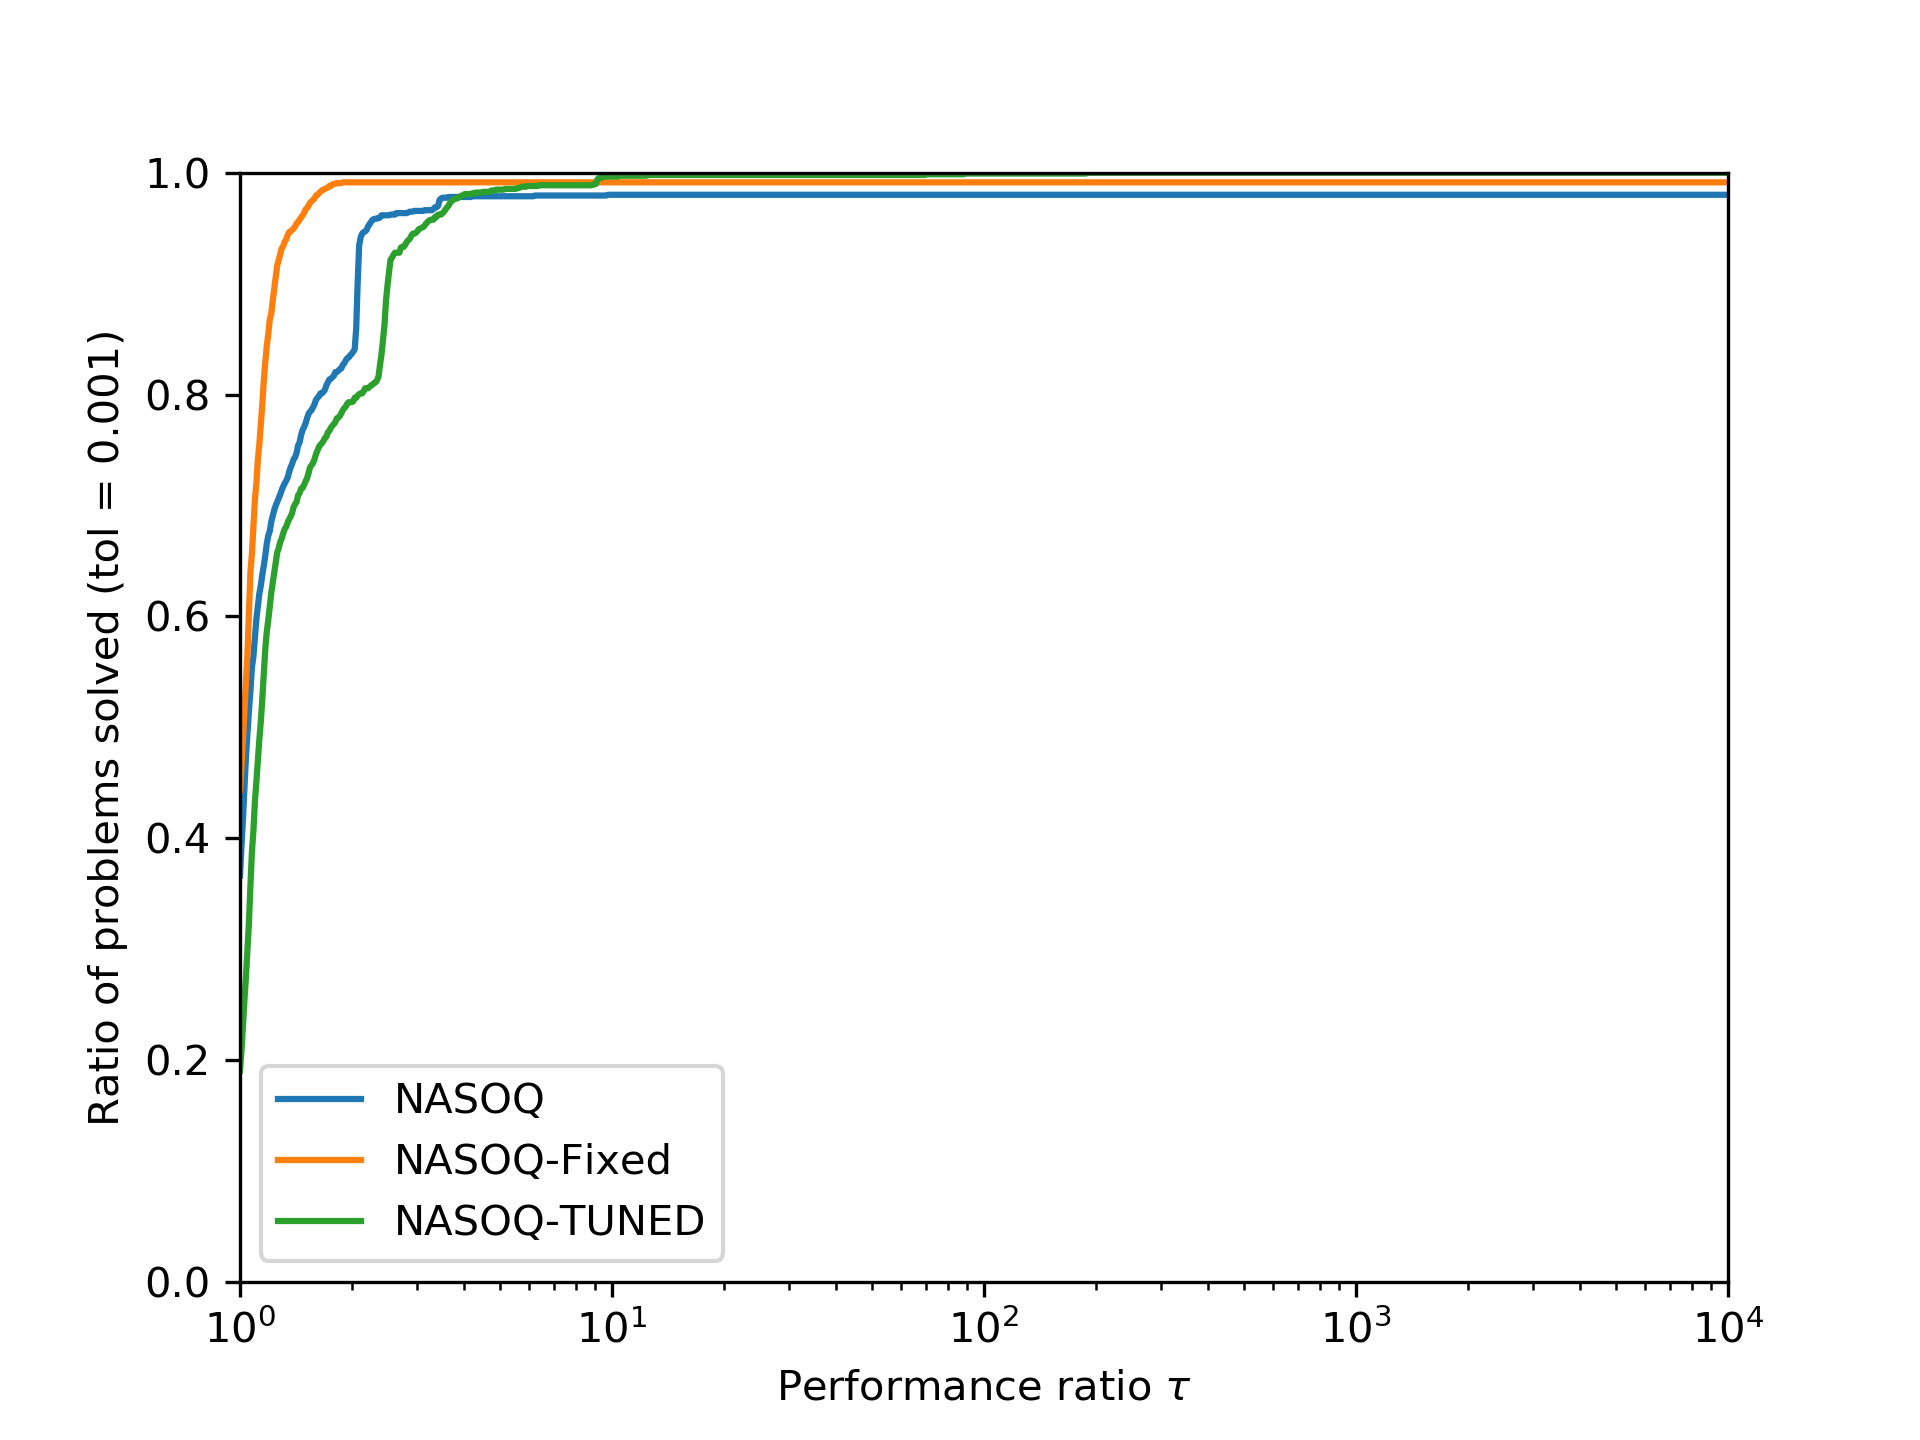 1.0
0.8
0.6
0.4
0.2
0.0
Ratio of problems solved (tol = 0.001)
NASOQ
NASOQ-Fixed
NASOQ-TUNED
10⁰ 10¹ 10² 10³ 10⁴
Performance ratio τ